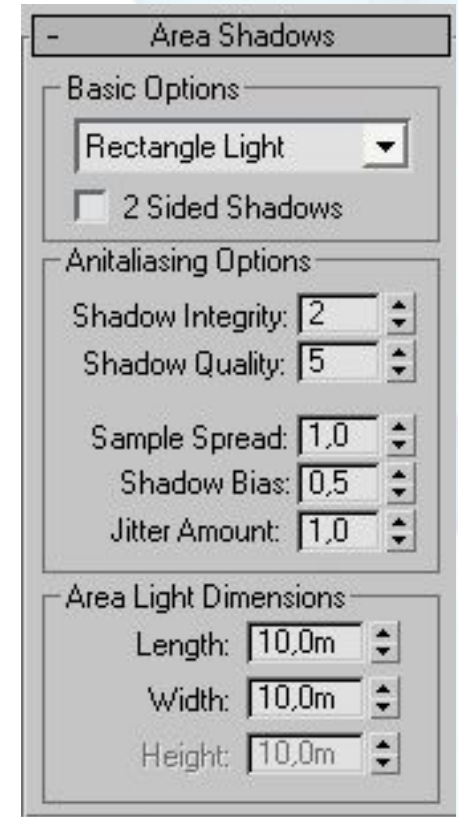 - Area Shadows
Basic Options
Rectangle Light
2 Sided Shadows
Anitaliasing Options
Shadow Integrity: 2
Shadow Quality: 5
Sample Spread: 1,0
Shadow Bias: 0,5
Jitter Amount: 1,0
Area Light Dimensions
Length: 10,0m
Width: 10,0m
Height: 10,0m